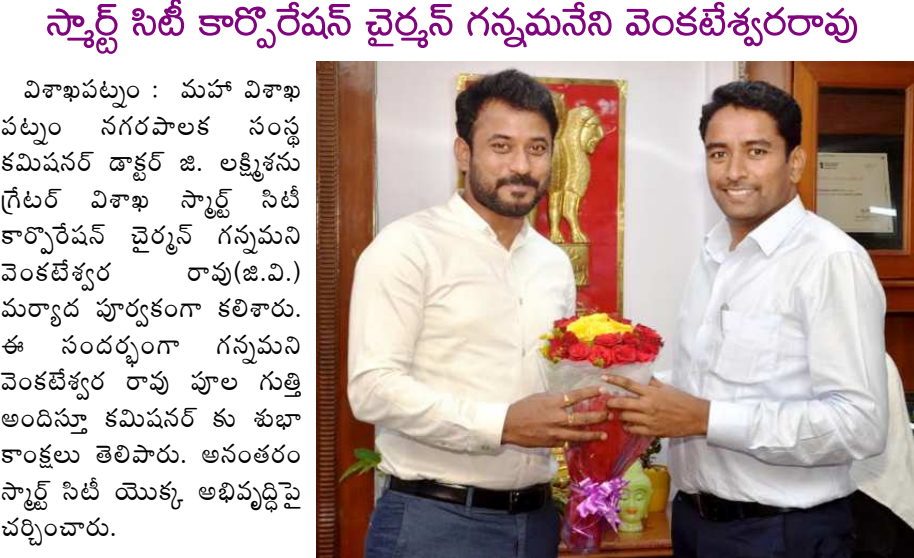 స్మార్ట్ సిటీ కార్పొరేషన్ చైర్మన్ గన్నమనేని వెంకటేశ్వరరావు
విశాఖపట్నం : మహా విశాఖ
పట్నం నగరపాలక సంస్థ
కమిషనర్ డాక్టర్ జి. లక్ష్మిశను
గ్రేటర్ విశాఖ స్మార్ట్ సిటీ
కార్పొరేషన్ చైర్మన్ గన్నమని
వెంకటేశ్వర రావు(జి.వి.)
మర్యాద పూర్వకంగా కలిశారు.
ఈ సందర్భంగా గన్నమని
వెంకటేశ్వర రావు పూల గుత్తి
అందిస్తూ కమిషనర్ కు శుభా
కాంక్షలు తెలిపారు. అనంతరం
స్మార్ట్ సిటీ యొక్క అభివృద్ధిపై
చర్చించారు.